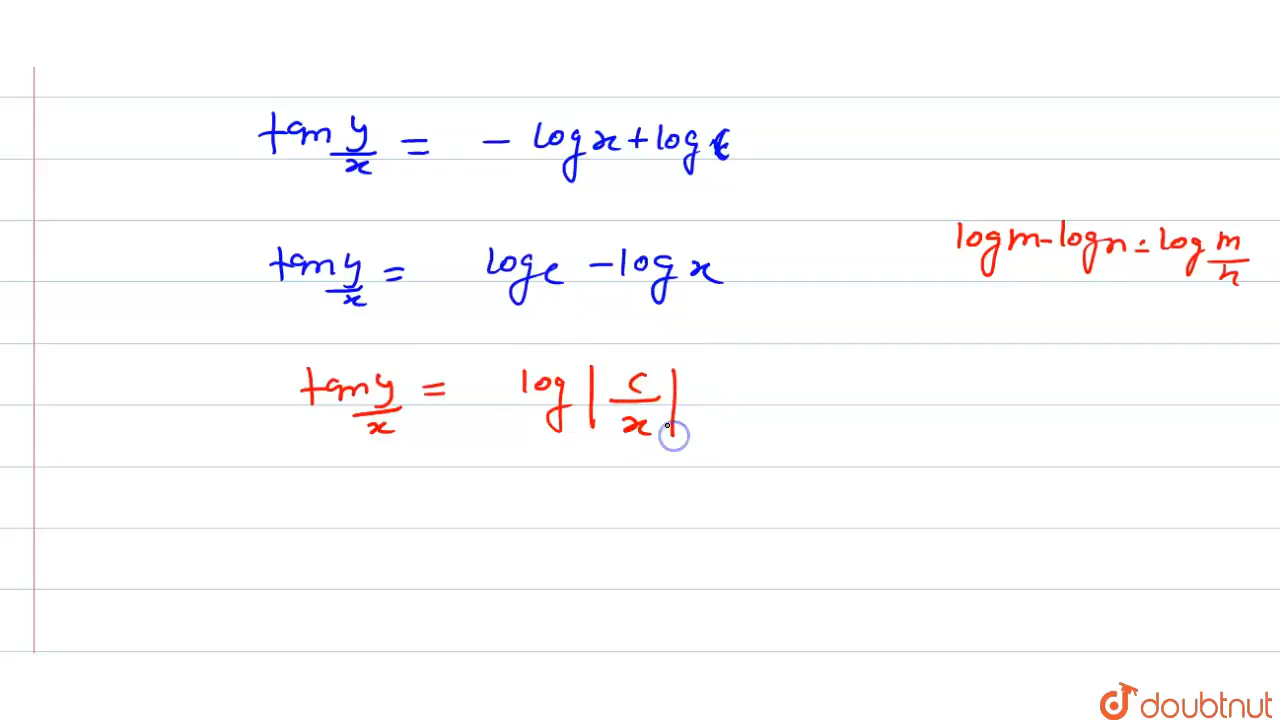 tan y/x = - log x + log c
tan y/x = log c - log x
log m - log n = log m/n
tan y/x = log |c/x|
doubtnut